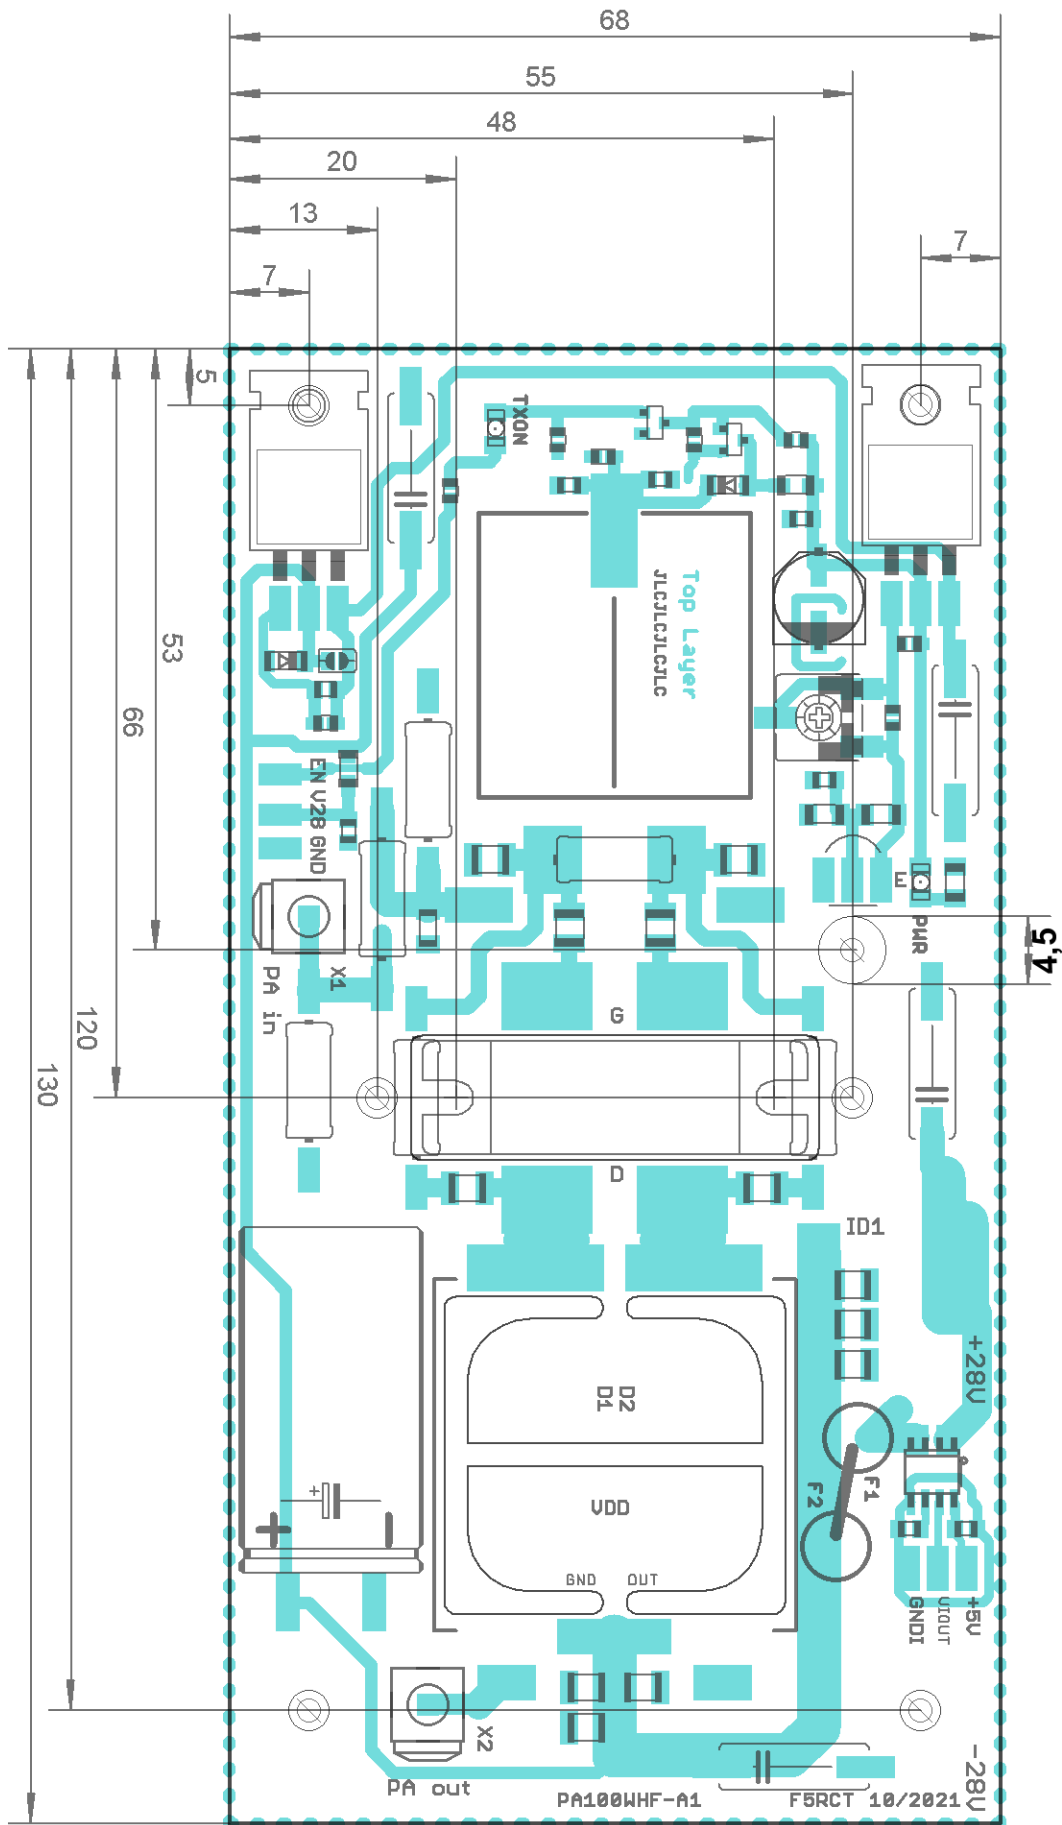 68
55
48
20
13
7
7
5
TXON
Top Layer
JLCJLCJLCJLC
53
66
EN V28 GND
E
PWR
4,5
X1
PA in
G
120
130
D
ID1
+28V
D1
D2
F1
F2
VDD
+
GND OUT
GNDI
VIOUT
+5V
X2
PA out
-28V
PA100WHF-A1
F5RCT 10/2021